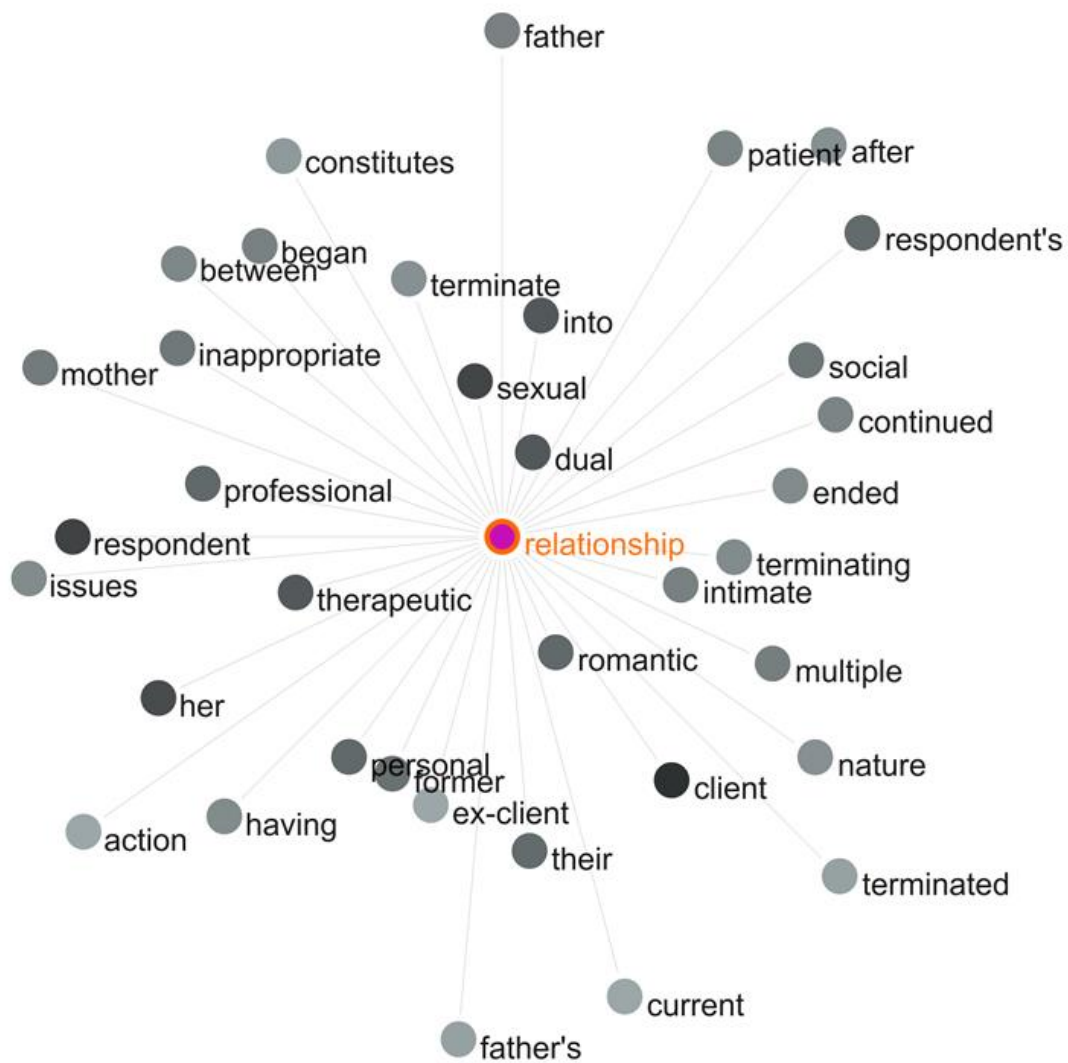 father
constitutes
patient
after
respondent's
began
between
terminate
into
inappropriate
mother
social
sexual
continued
dual
professional
ended
respondent
relationship
terminating
issues
intimate
therapeutic
romantic
multiple
her
personal
nature
former
client
ex-client
having
action
their
terminated
current
father's